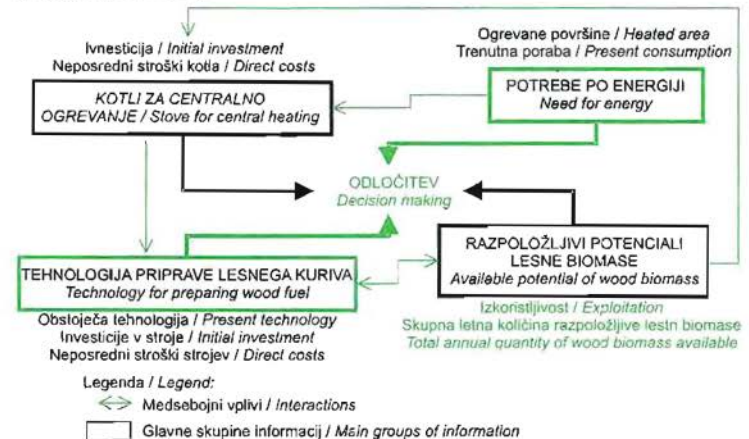 Ivnesticija / Initial investment
Neposredni stroški kotla / Direct costs
KOTLI ZA CENTRALNO
OGREVANJE / Stove for central heating
Ogrevane površine / Heated area
Trenutna poraba / Present consumption
POTREBE PO ENERGIJI
Need for energy
ODLOČITEV
Decision making
TEHNOLOGIJA PRIPRAVE LESNEGA KURIVA
Technology for preparing wood fuel
Obstoječa tehnologija / Present technology
Investicije v stroje / Initial investment
Neposredni stroški strojev / Direct costs
RAZPOLOŽLJIVI POTENCIALI
LESNE BIOMASE
Available potential of wood biomass
Izkoristljivost / Exploitation
Skupna letna količina razpoložljive lestn biomase
Total annual quantity of wood biomass available
Legenda / Legend:
Medsebojni vplivi / Interactions
Glavne skupine informacij / Main groups of information